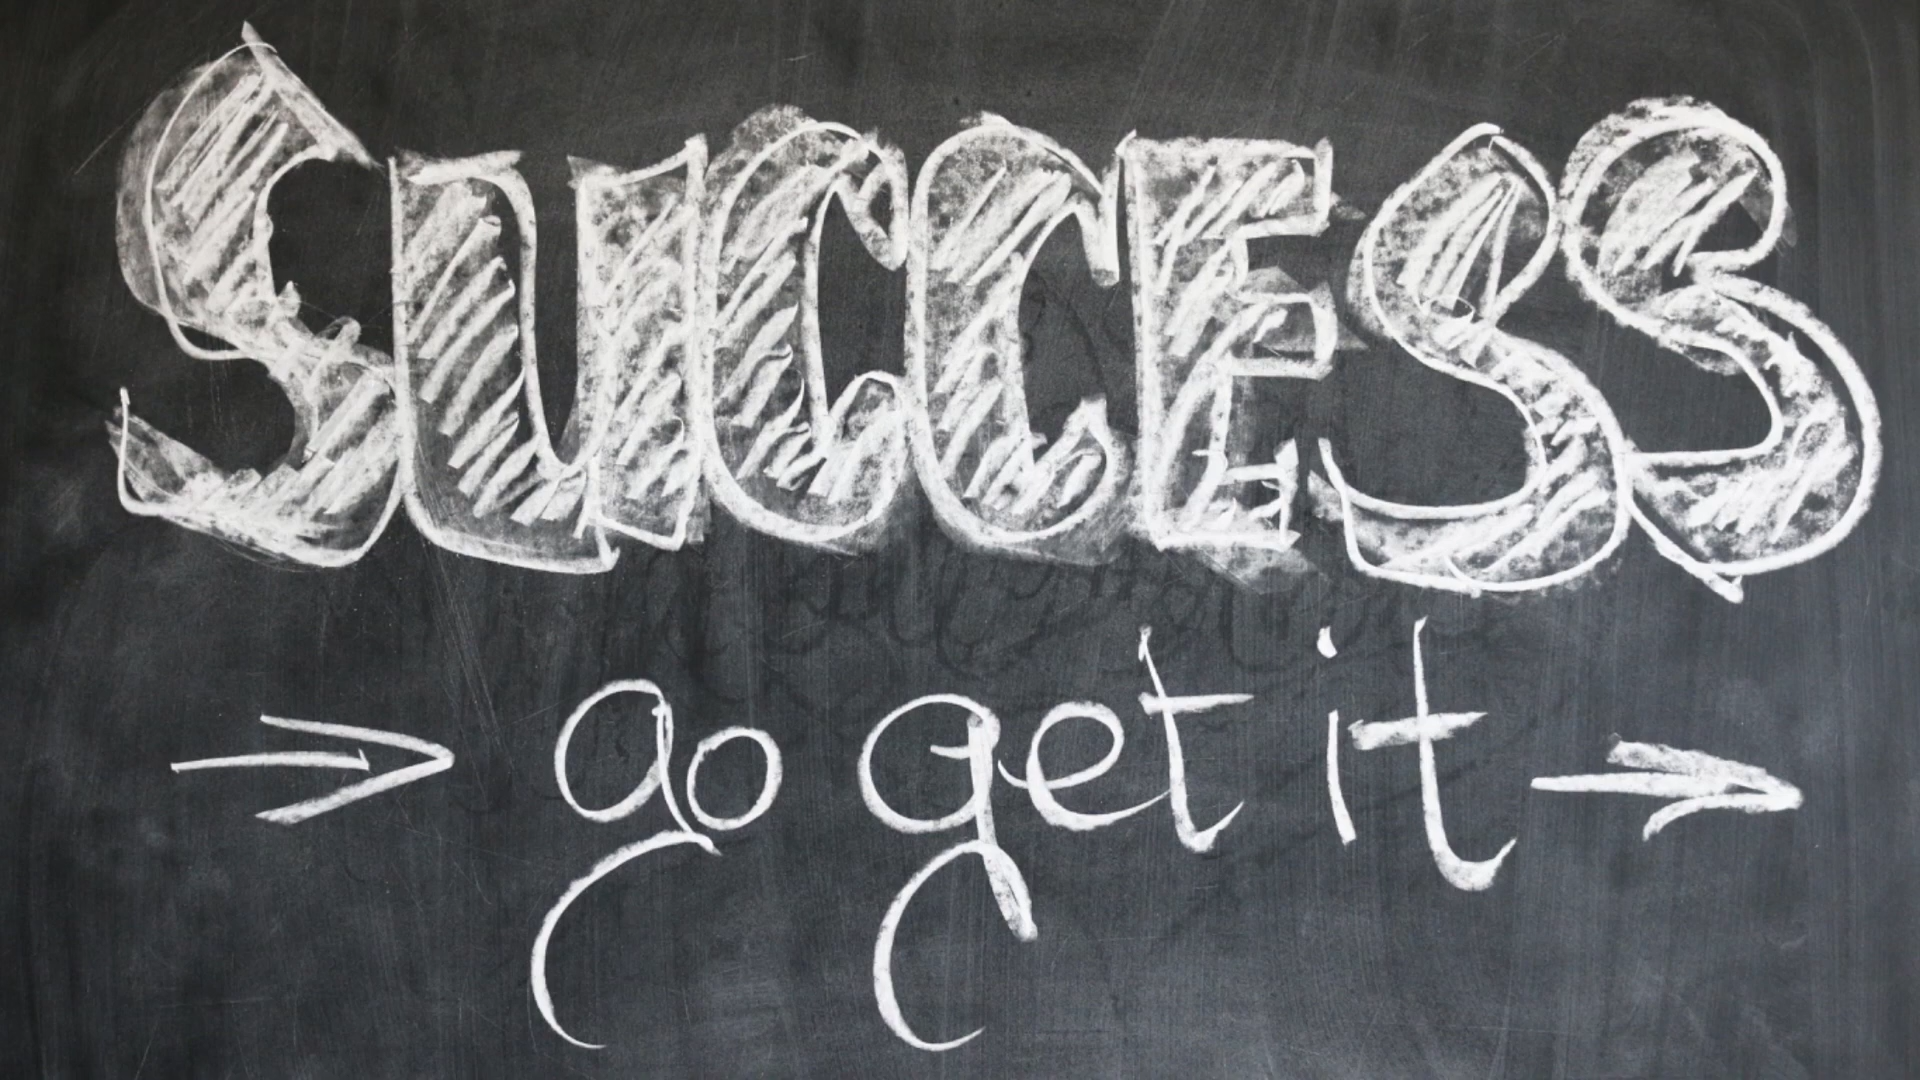 SUCCESS
→ go get it →